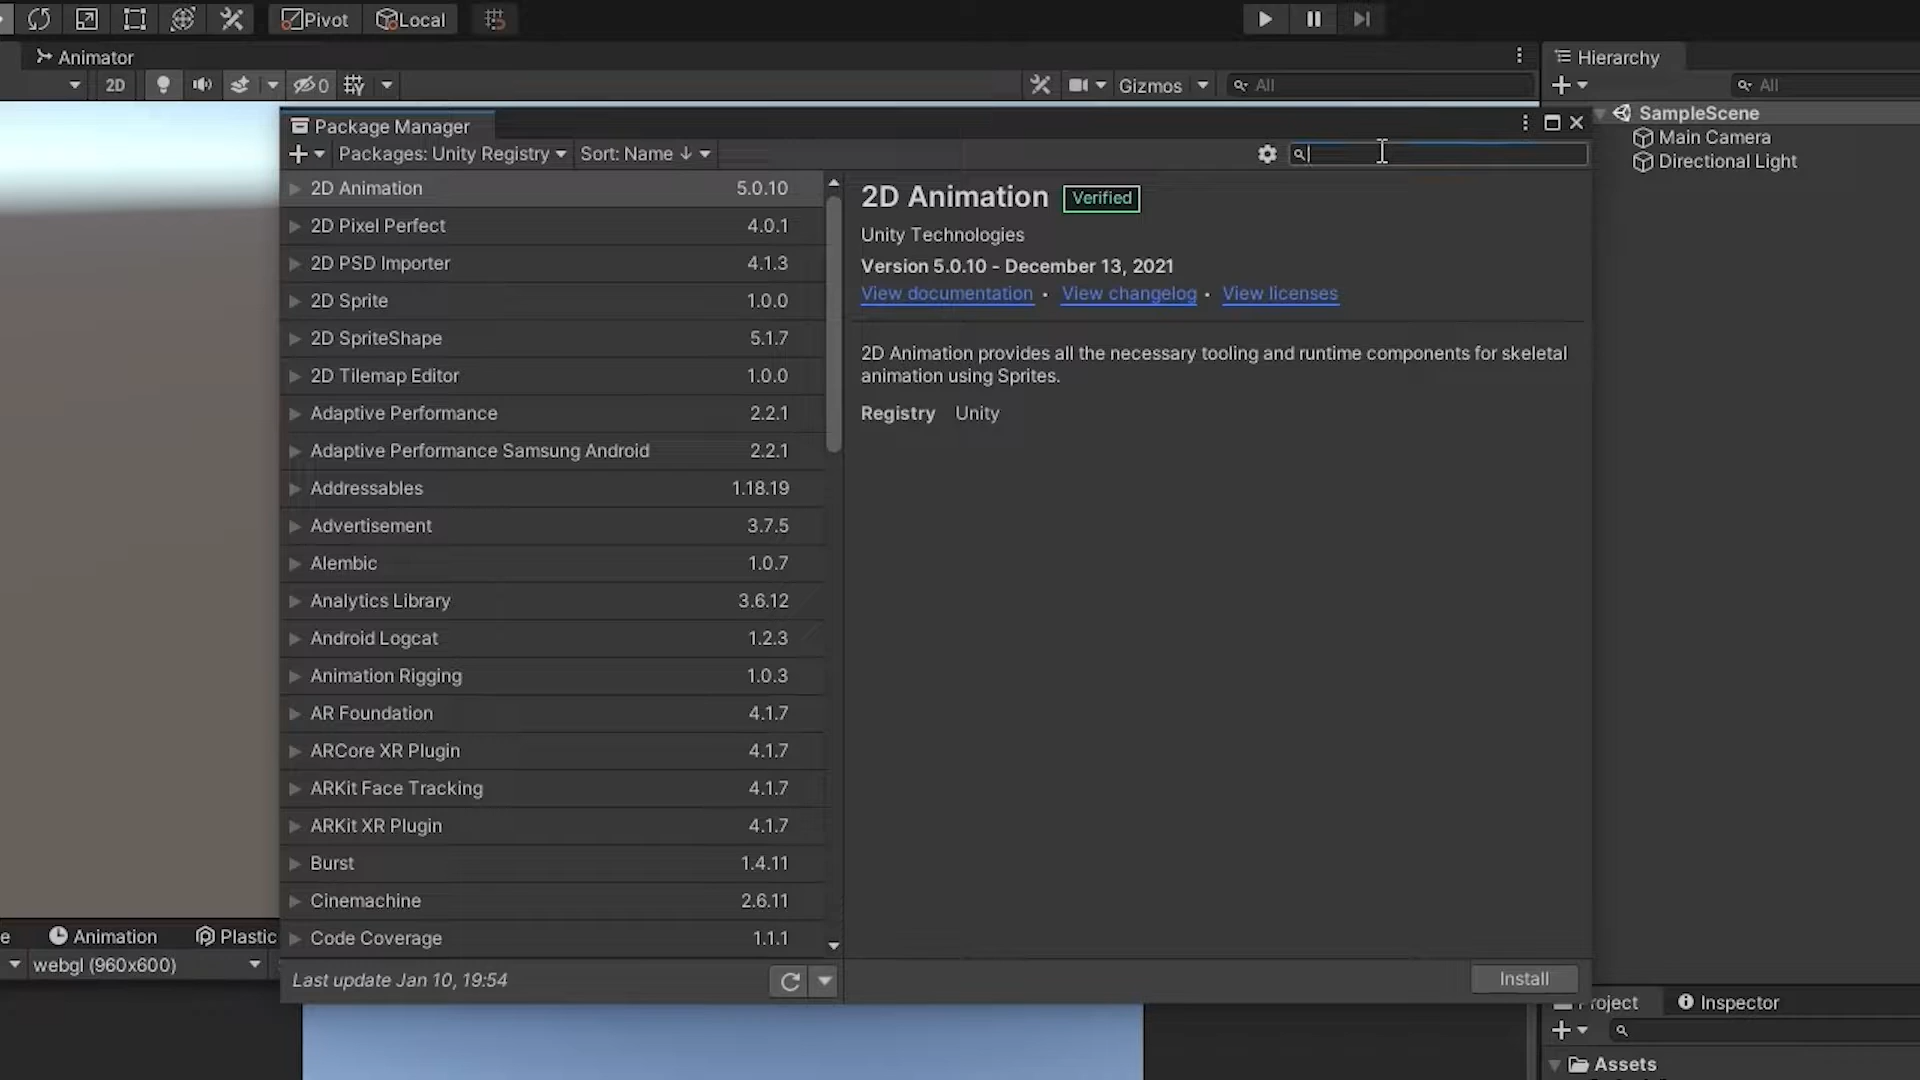 Pivot
Local
Animator
Hierarchy
2D
0
Gizmos
All
All
Package Manager
SampleScene
Main Camera
Packages: Unity Registry
Sort: Name ↓
Directional Light
2D Animation 5.0.10
2D Pixel Perfect 4.0.1
2D PSD Importer 4.1.3
2D Sprite 1.0.0
2D SpriteShape 5.1.7
2D Tilemap Editor 1.0.0
Adaptive Performance 2.2.1
Adaptive Performance Samsung Android 2.2.1
Addressables 1.18.19
Advertisement 3.7.5
Alembic 1.0.7
Analytics Library 3.6.12
Android Logcat 1.2.3
Animation Rigging 1.0.3
AR Foundation 4.1.7
ARCore XR Plugin 4.1.7
ARKit Face Tracking 4.1.7
ARKit XR Plugin 4.1.7
Burst 1.4.11
Cinemachine 2.6.11
Code Coverage 1.1.1
Last update Jan 10, 19:54
2D Animation Verified
Unity Technologies
Version 5.0.10 - December 13, 2021
View documentation • View changelog • View licenses
2D Animation provides all the necessary tooling and runtime components for skeletal
animation using Sprites.
Registry Unity
Install
e
Animation
Plastic
webgl (960x600)
roject
Inspector
Assets